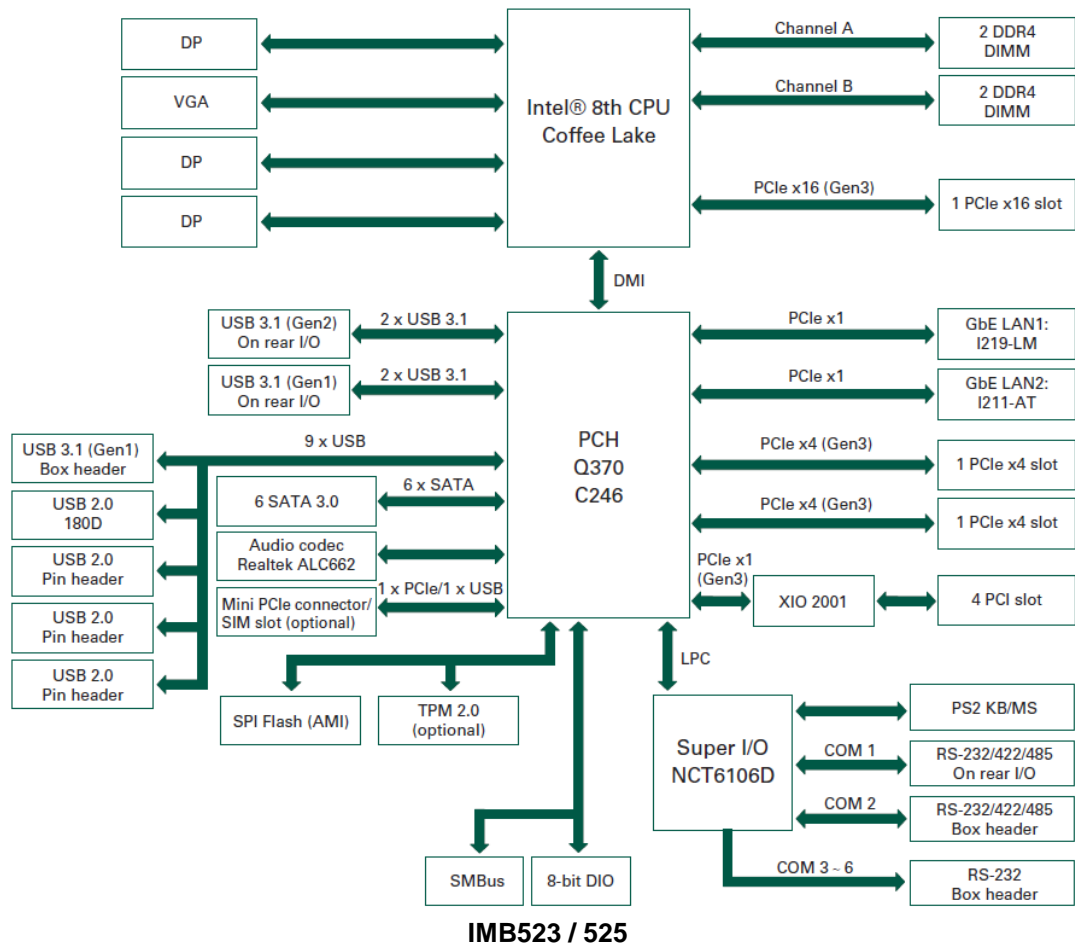 DP
VGA
DP
DP
Intel® 8th CPU
Coffee Lake
Channel A
2 DDR4
DIMM
Channel B
2 DDR4
DIMM
PCIe x16 (Gen3)
1 PCIe x16 slot
DMI
USB 3.1 (Gen2)
On rear I/O
2 x USB 3.1
USB 3.1 (Gen1)
On rear I/O
2 x USB 3.1
USB 3.1 (Gen1)
Box header
9 x USB
USB 2.0
180D
USB 2.0
Pin header
USB 2.0
Pin header
USB 2.0
Pin header
6 SATA 3.0
6 x SATA
Audio codec
Realtek ALC662
Mini PCIe connector/
SIM slot (optional)
1 x PCIe/1 x USB
PCH
Q370
C246
PCIe x1
GbE LAN1:
I219-LM
PCIe x1
GbE LAN2:
I211-AT
PCIe x4 (Gen3)
1 PCIe x4 slot
PCIe x4 (Gen3)
1 PCIe x4 slot
PCIe x1
(Gen3)
XIO 2001
4 PCI slot
LPC
SPI Flash (AMI)
TPM 2.0
(optional)
Super I/O
NCT6106D
PS2 KB/MS
COM 1
RS-232/422/485
On rear I/O
COM 2
RS-232/422/485
Box header
COM 3 ~ 6
RS-232
Box header
SMBus
8-bit DIO
IMB523 / 525